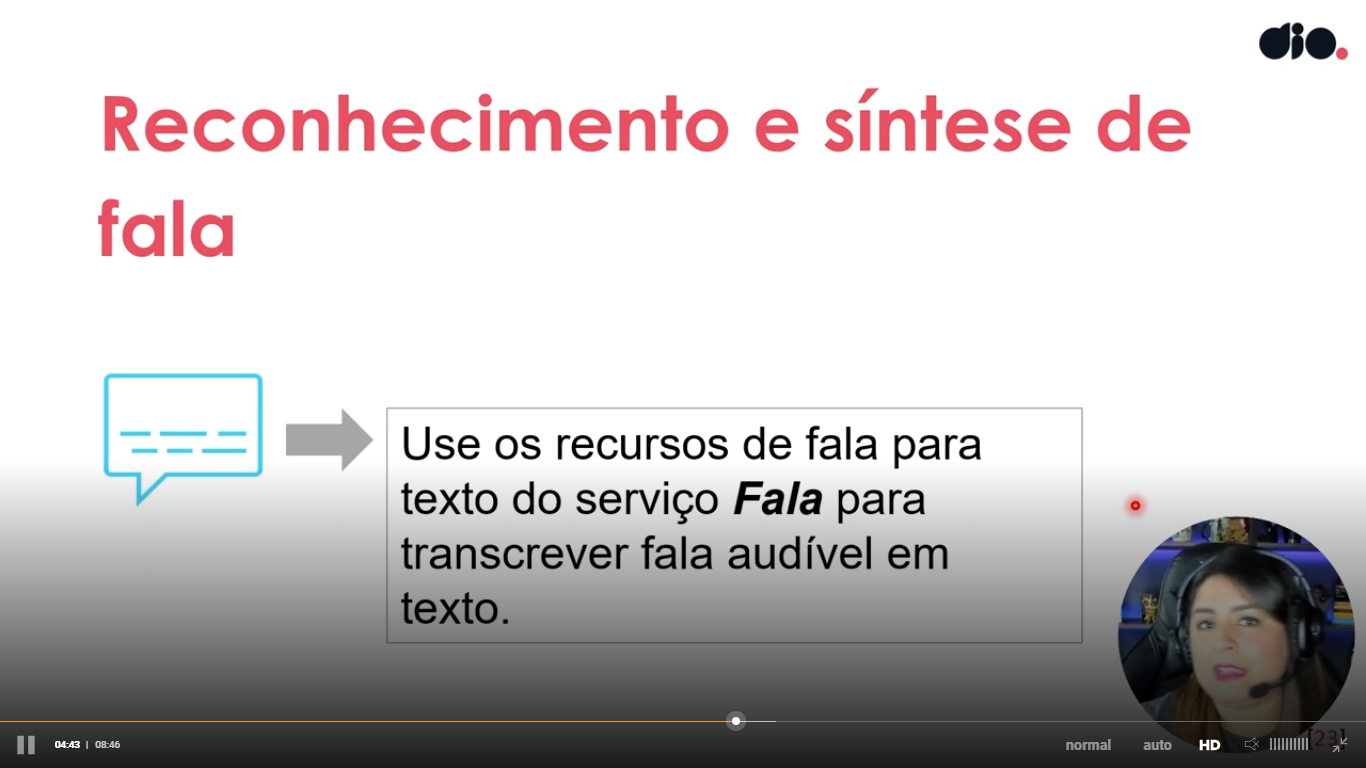 dio.
Reconhecimento e síntese de
fala
Use os recursos de fala para
texto do serviço Fala para
transcrever fala audível em
texto.
04:43 | 08:46
normal auto HD
[23]